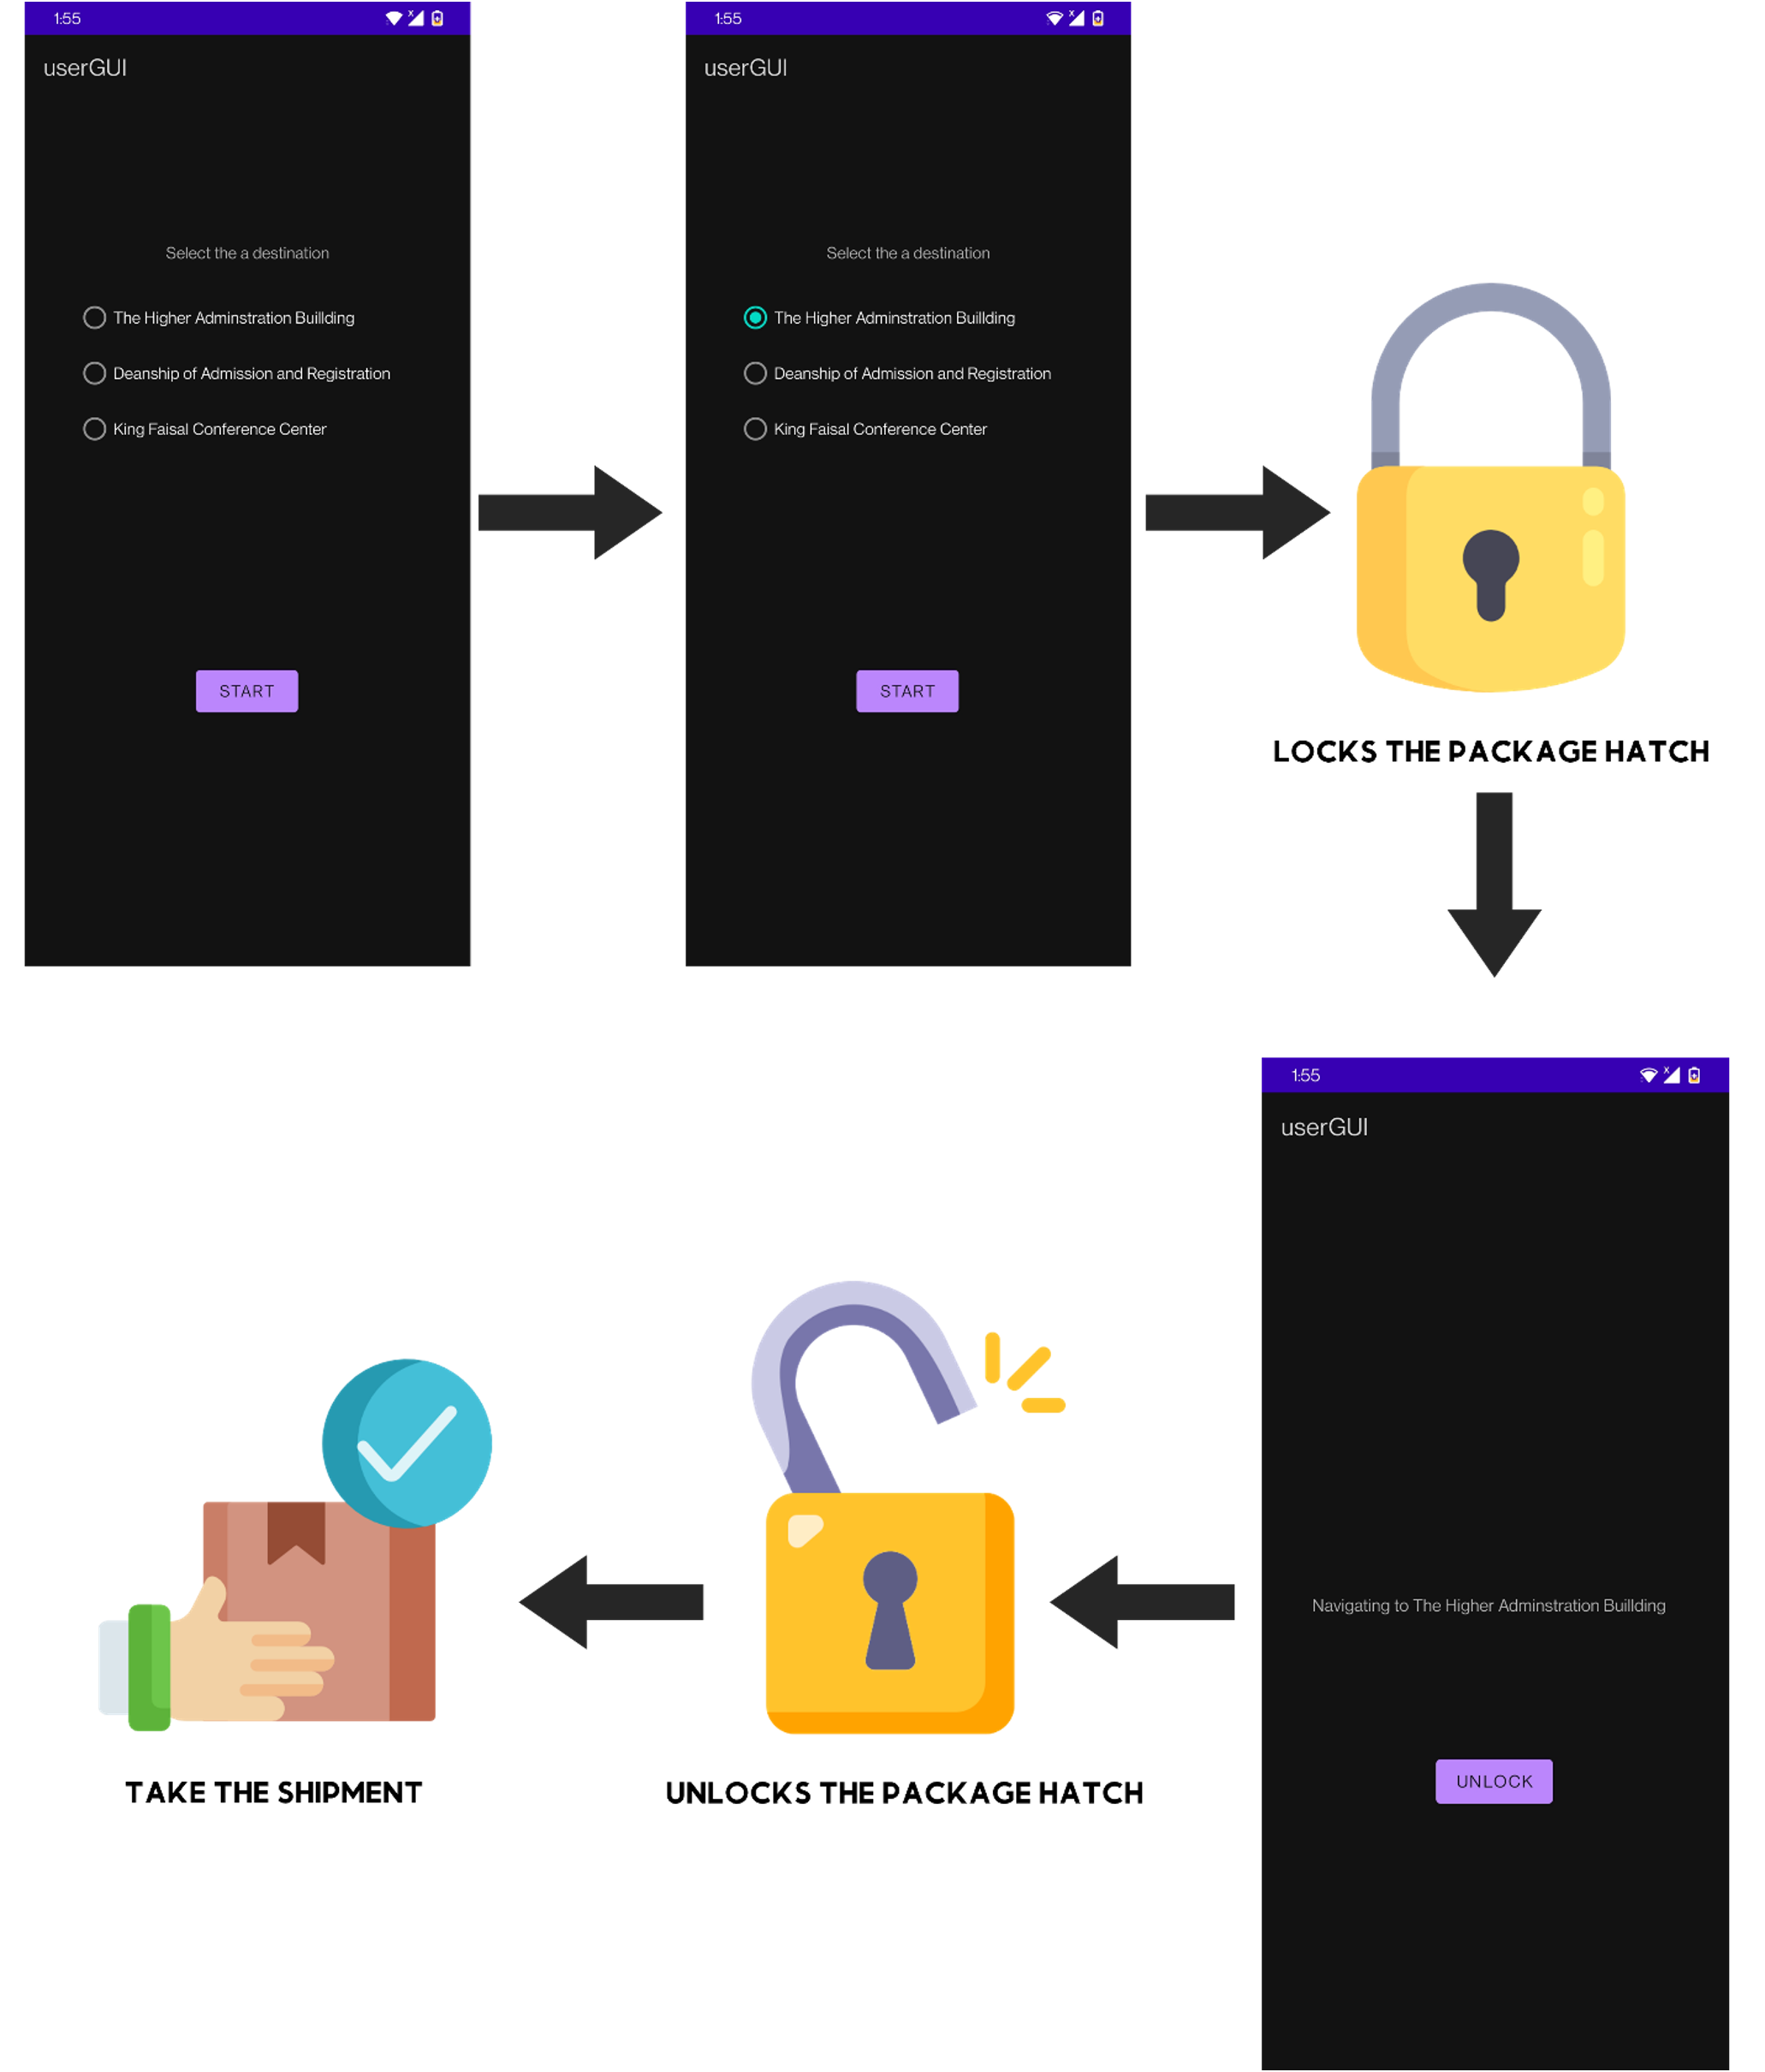 1:55
userGUI
Select the a destination
The Higher Adminstration Buillding
Deanship of Admission and Registration
King Faisal Conference Center
START
1:55
userGUI
Select the a destination
The Higher Adminstration Buillding
Deanship of Admission and Registration
King Faisal Conference Center
START
LOCKS THE PACKAGE HATCH
1:55
userGUI
Navigating to The Higher Adminstration Buillding
UNLOCK
UNLOCKS THE PACKAGE HATCH
TAKE THE SHIPMENT